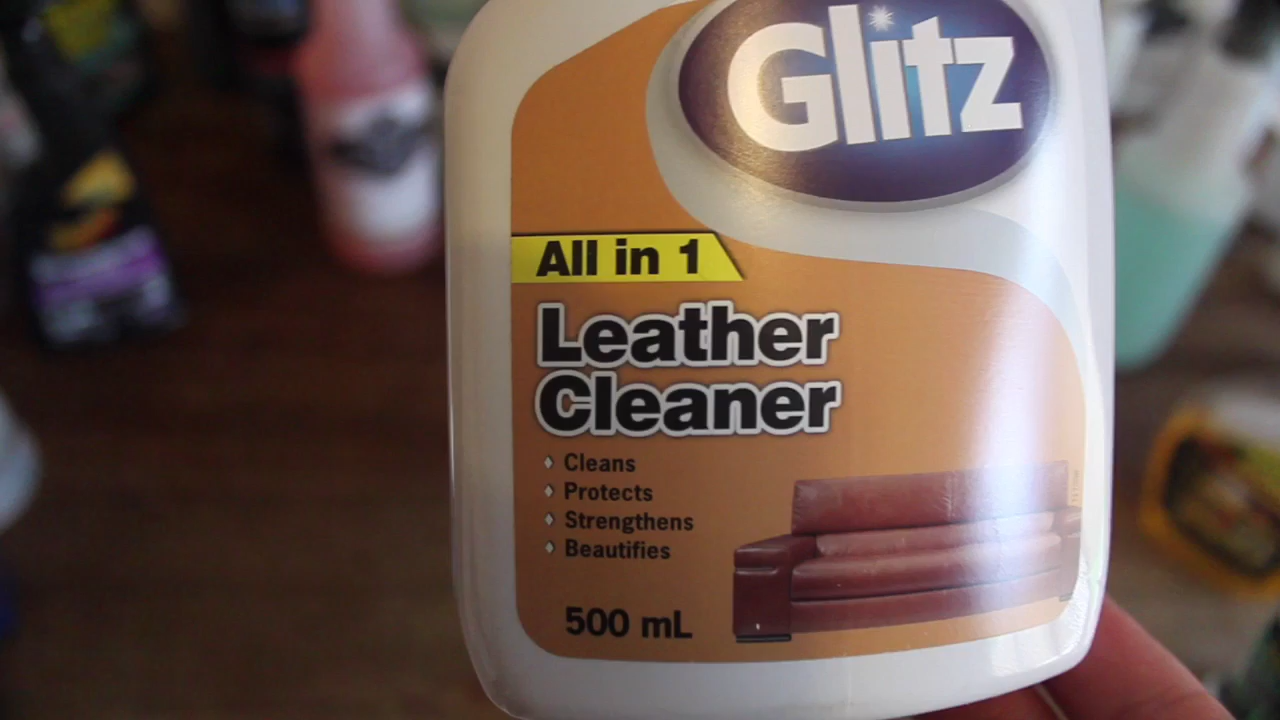 Glitz
All in 1
Leather
Cleaner
Cleans
Protects
Strengthens
Beautifies
500 mL